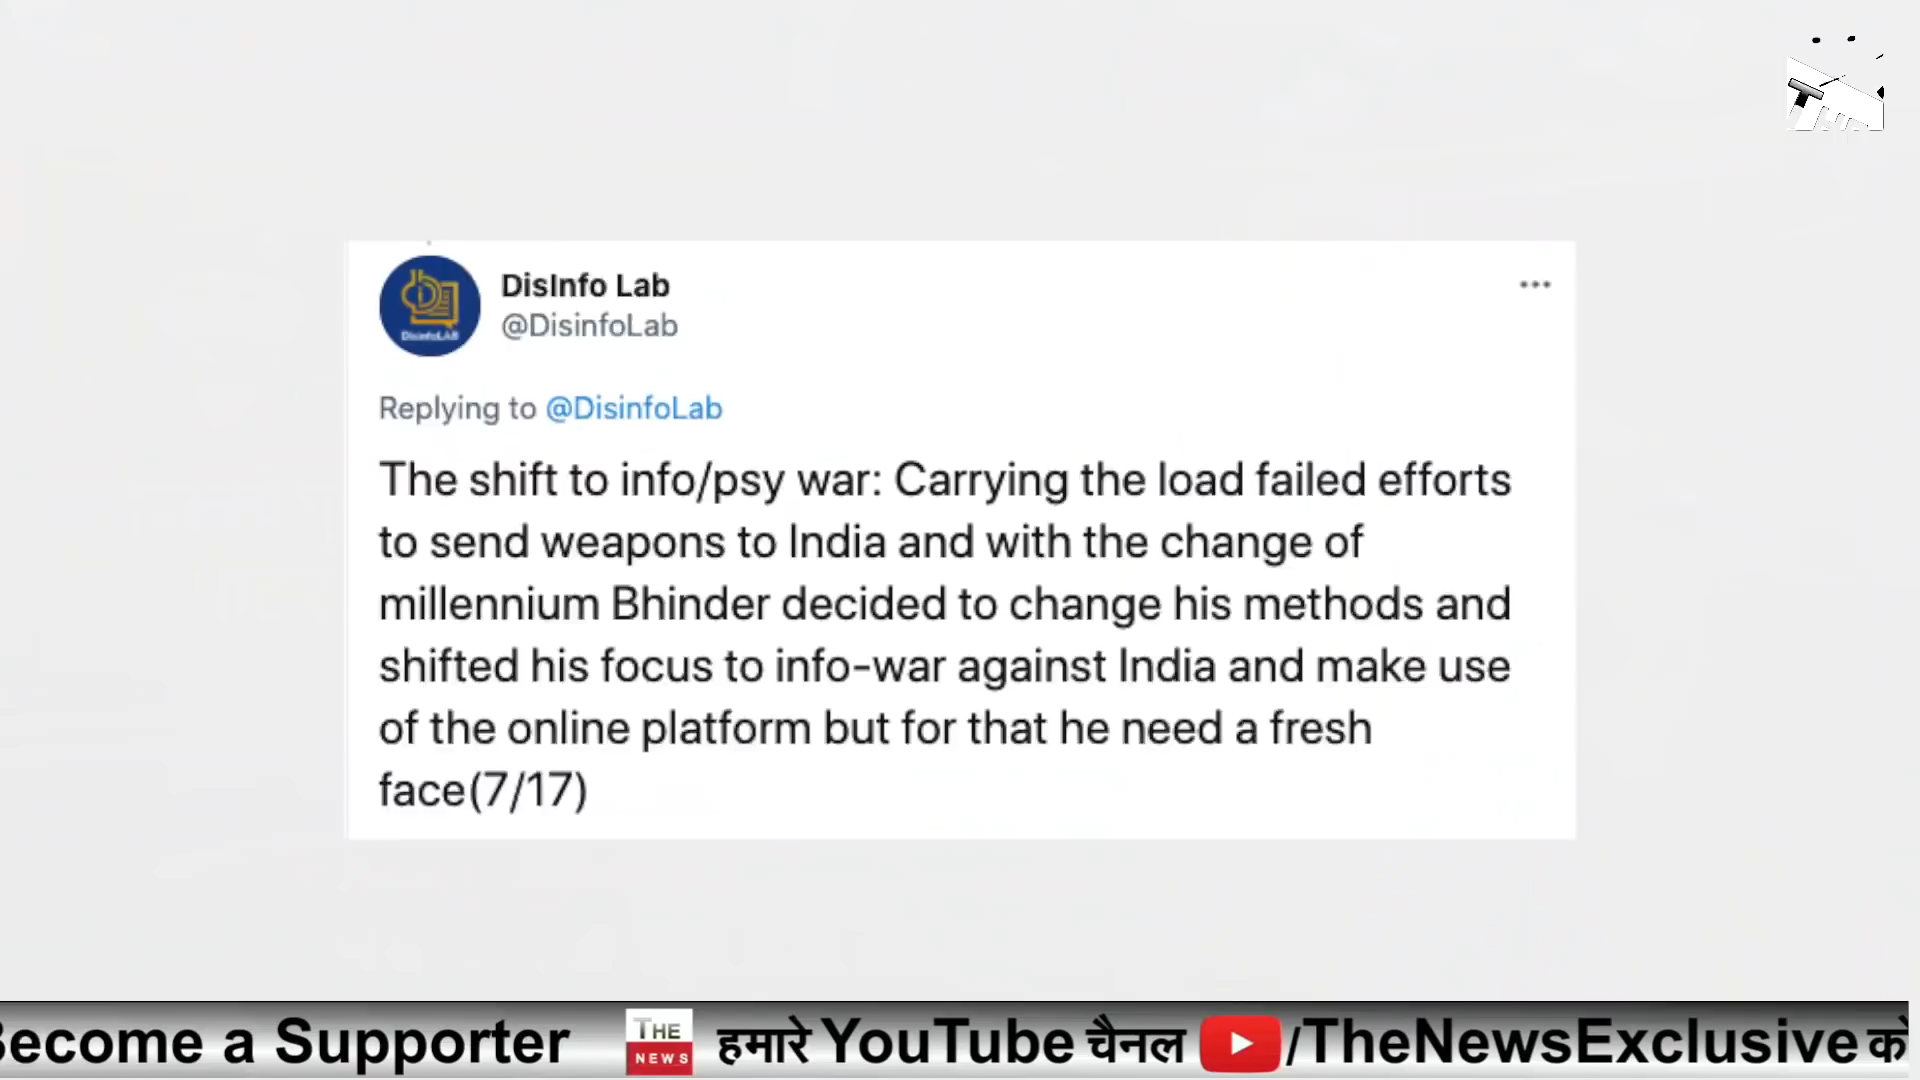 DisInfo Lab
@DisinfoLab
Replying to @DisinfoLab
The shift to info/psy war: Carrying the load failed efforts
to send weapons to India and with the change of
millennium Bhinder decided to change his methods and
shifted his focus to info-war against India and make use
of the online platform but for that he need a fresh
face(7/17)
DisinfoLAB
Become a Supporter THE NEWS हमारे YouTube चैनल /TheNewsExclusive को